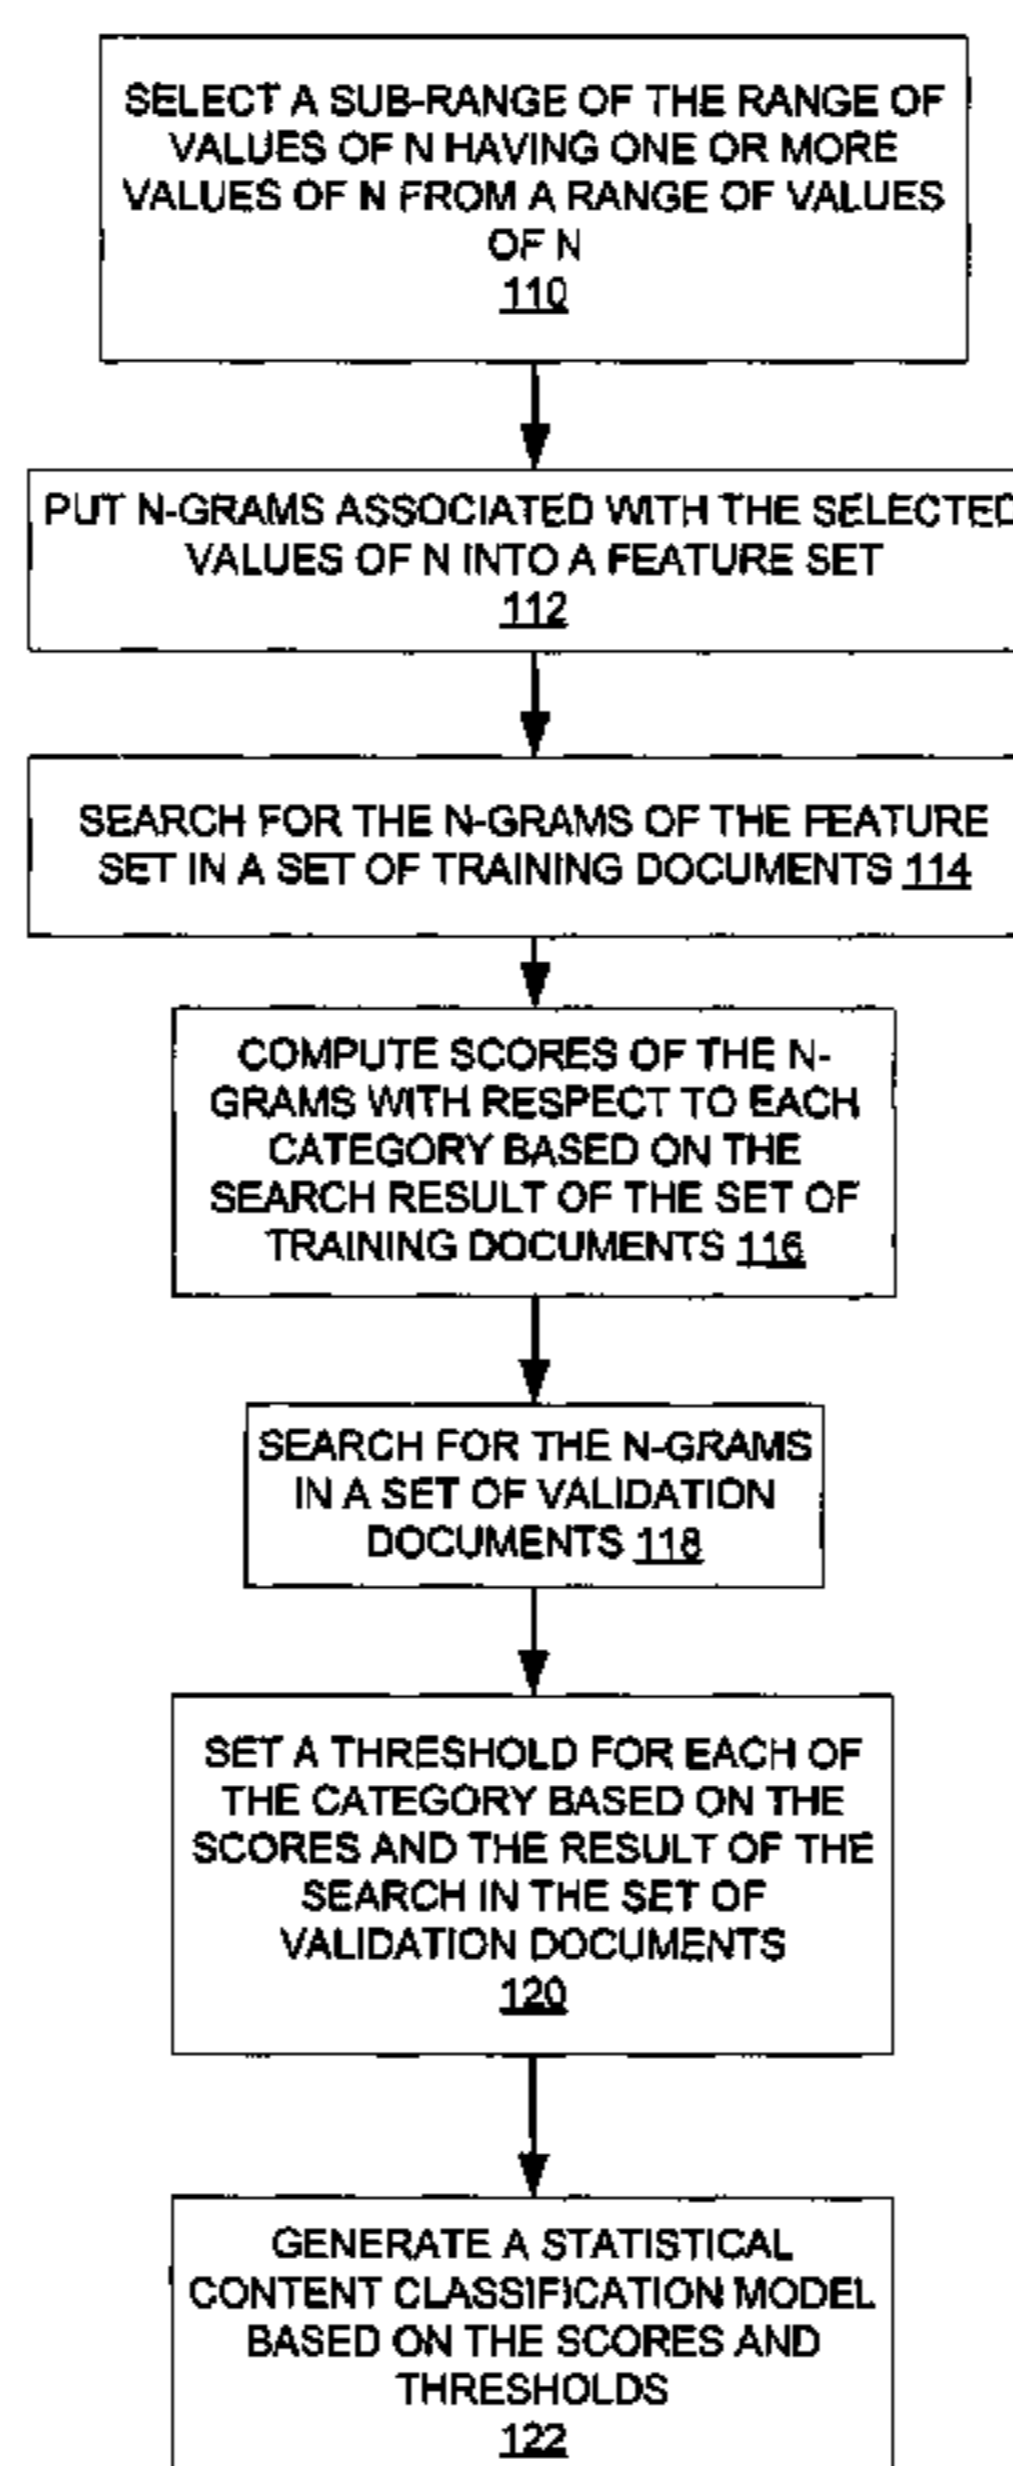 SELECT A SUB-RANGE OF THE RANGE OF
VALUES OF N HAVING ONE OR MORE
VALUES OF N FROM A RANGE OF VALUES
OF N
110
PUT N-GRAMS ASSOCIATED WITH THE SELECTED
VALUES OF N INTO A FEATURE SET
112
SEARCH FOR THE N-GRAMS OF THE FEATURE
SET IN A SET OF TRAINING DOCUMENTS 114
COMPUTE SCORES OF THE N-
GRAMS WITH RESPECT TO EACH
CATEGORY BASED ON THE
SEARCH RESULT OF THE SET OF
TRAINING DOCUMENTS 116
SEARCH FOR THE N-GRAMS
IN A SET OF VALIDATION
DOCUMENTS 118
SET A THRESHOLD FOR EACH OF
THE CATEGORY BASED ON THE
SCORES AND THE RESULT OF THE
SEARCH IN THE SET OF
VALIDATION DOCUMENTS
120
GENERATE A STATISTICAL
CONTENT CLASSIFICATION MODEL
BASED ON THE SCORES AND
THRESHOLDS
122